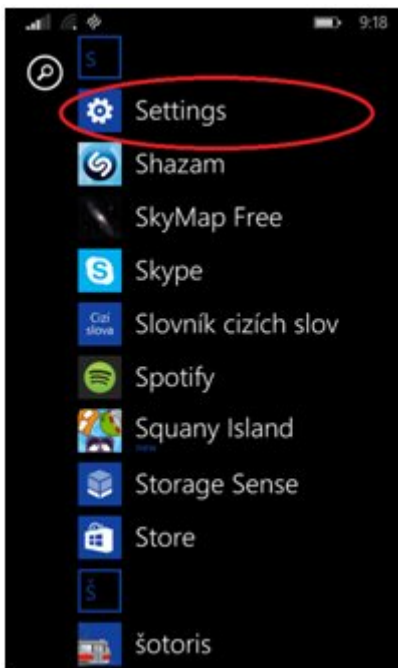 9:18
s
Settings
Shazam
SkyMap Free
Skype
Cizí
slova
Slovník cizích slov
Spotify
Squany Island
new
Storage Sense
Store
š
šotoris